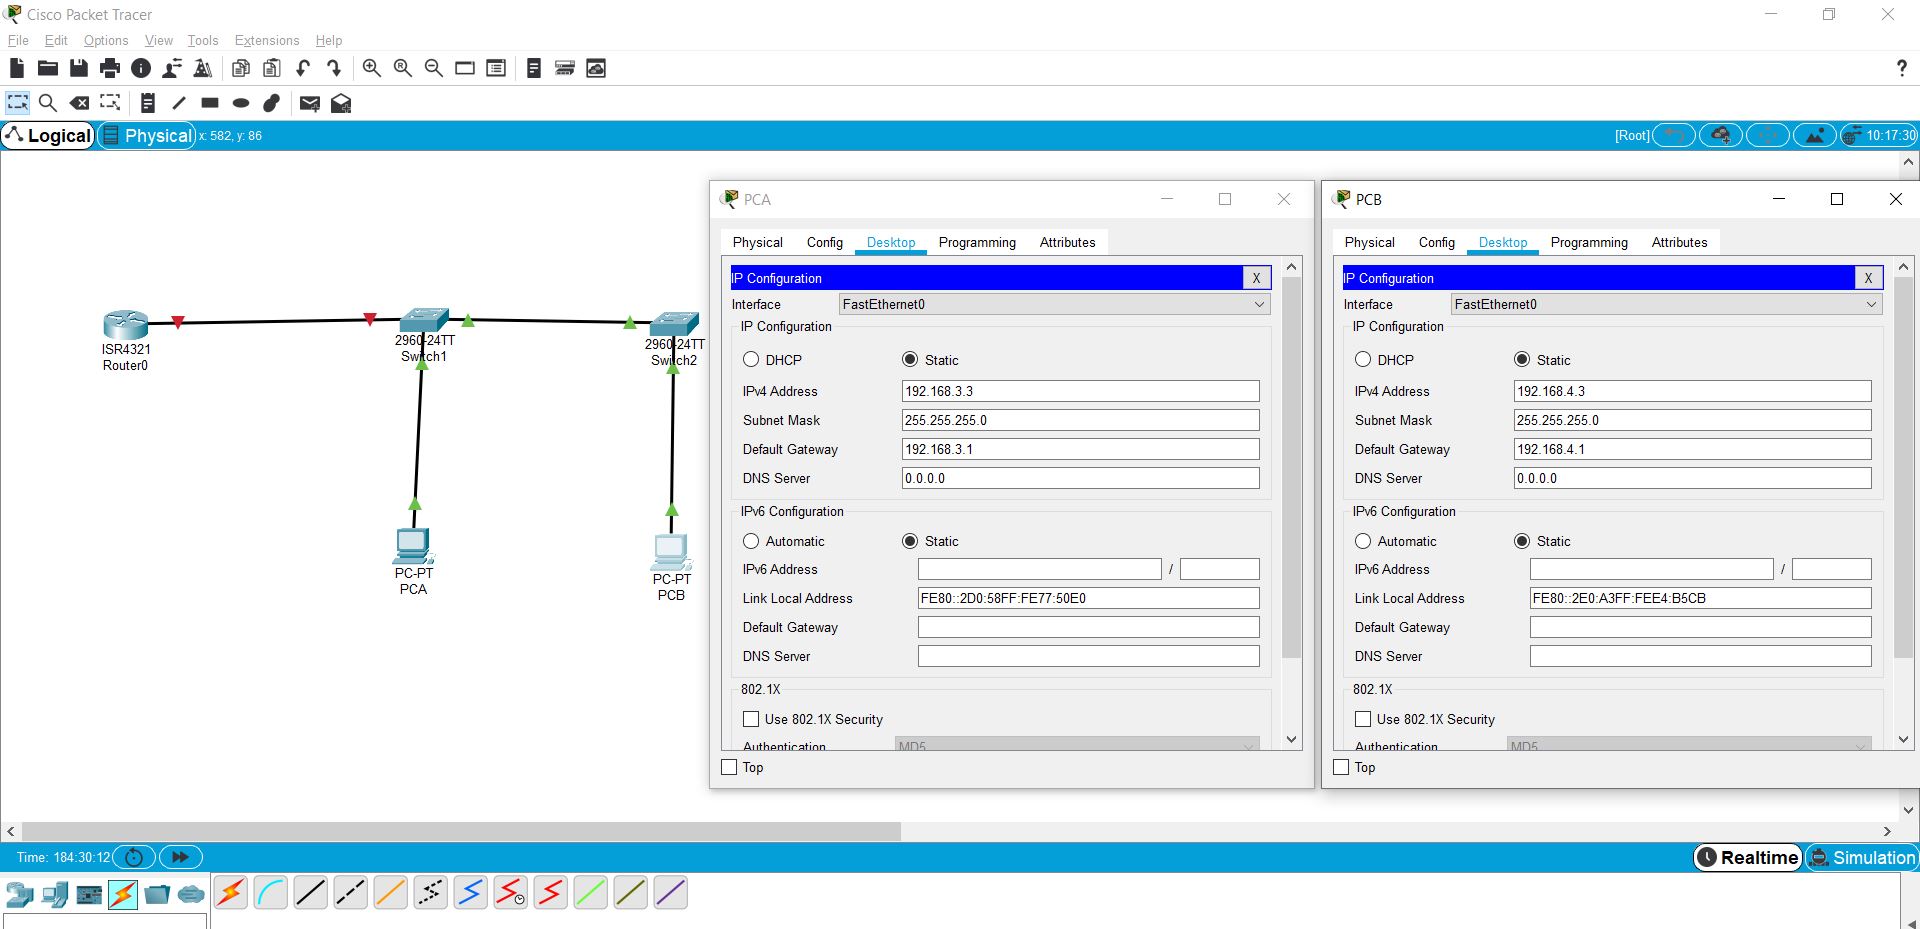 Cisco Packet Tracer
File Edit Options View Tools Extensions Help
?
Logical Physical x: 582, y: 86 [Root] 10:17:30
ISR4321
Router0
2960-24TT
Switch1
2960-24TT
Switch2
PC-PT
PCA
PC-PT
PCB
PCA
Physical Config Desktop Programming Attributes
IP Configuration X
Interface FastEthernet0
IP Configuration
DHCP Static
IPv4 Address 192.168.3.3
Subnet Mask 255.255.255.0
Default Gateway 192.168.3.1
DNS Server 0.0.0.0
IPv6 Configuration
Automatic Static
IPv6 Address /
Link Local Address FE80::2D0:58FF:FE77:50E0
Default Gateway
DNS Server
802.1X
Use 802.1X Security
Authentication MD5
Top
PCB
Physical Config Desktop Programming Attributes
IP Configuration X
Interface FastEthernet0
IP Configuration
DHCP Static
IPv4 Address 192.168.4.3
Subnet Mask 255.255.255.0
Default Gateway 192.168.4.1
DNS Server 0.0.0.0
IPv6 Configuration
Automatic Static
IPv6 Address /
Link Local Address FE80::2E0:A3FF:FEE4:B5CB
Default Gateway
DNS Server
802.1X
Use 802.1X Security
Authentication MD5
Top
Time: 184:30:12 Realtime Simulation